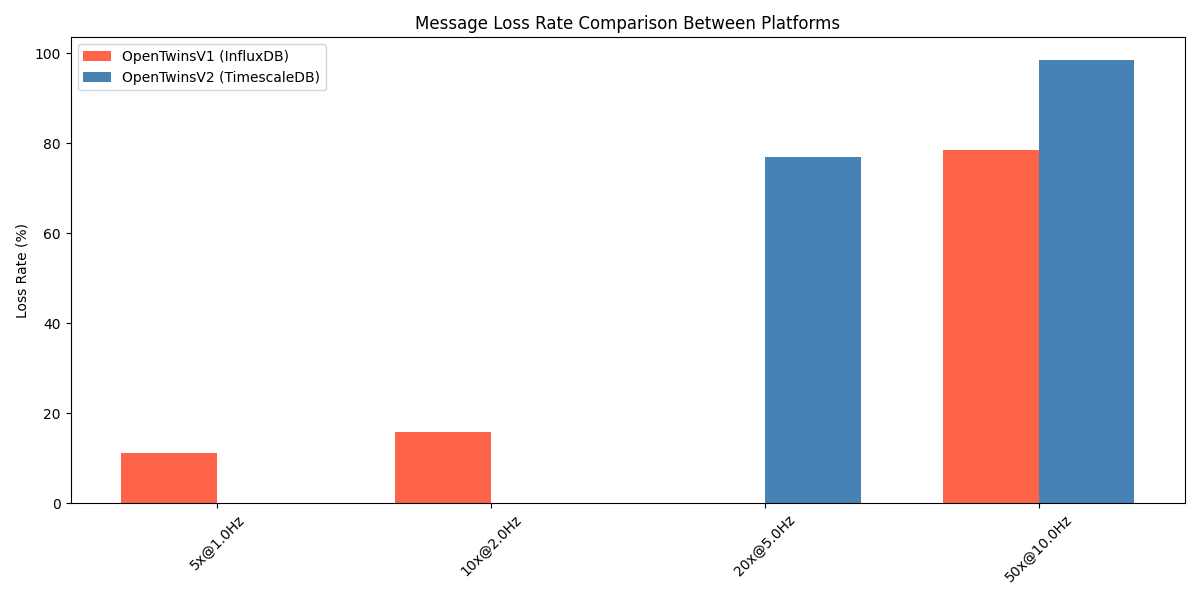 Message Loss Rate Comparison Between Platforms
OpenTwinsV1 (InfluxDB)
OpenTwinsV2 (TimescaleDB)
Loss Rate (%)
100
80
60
40
20
0
5x@1.0Hz
10x@2.0Hz
20x@5.0Hz
50x@10.0Hz